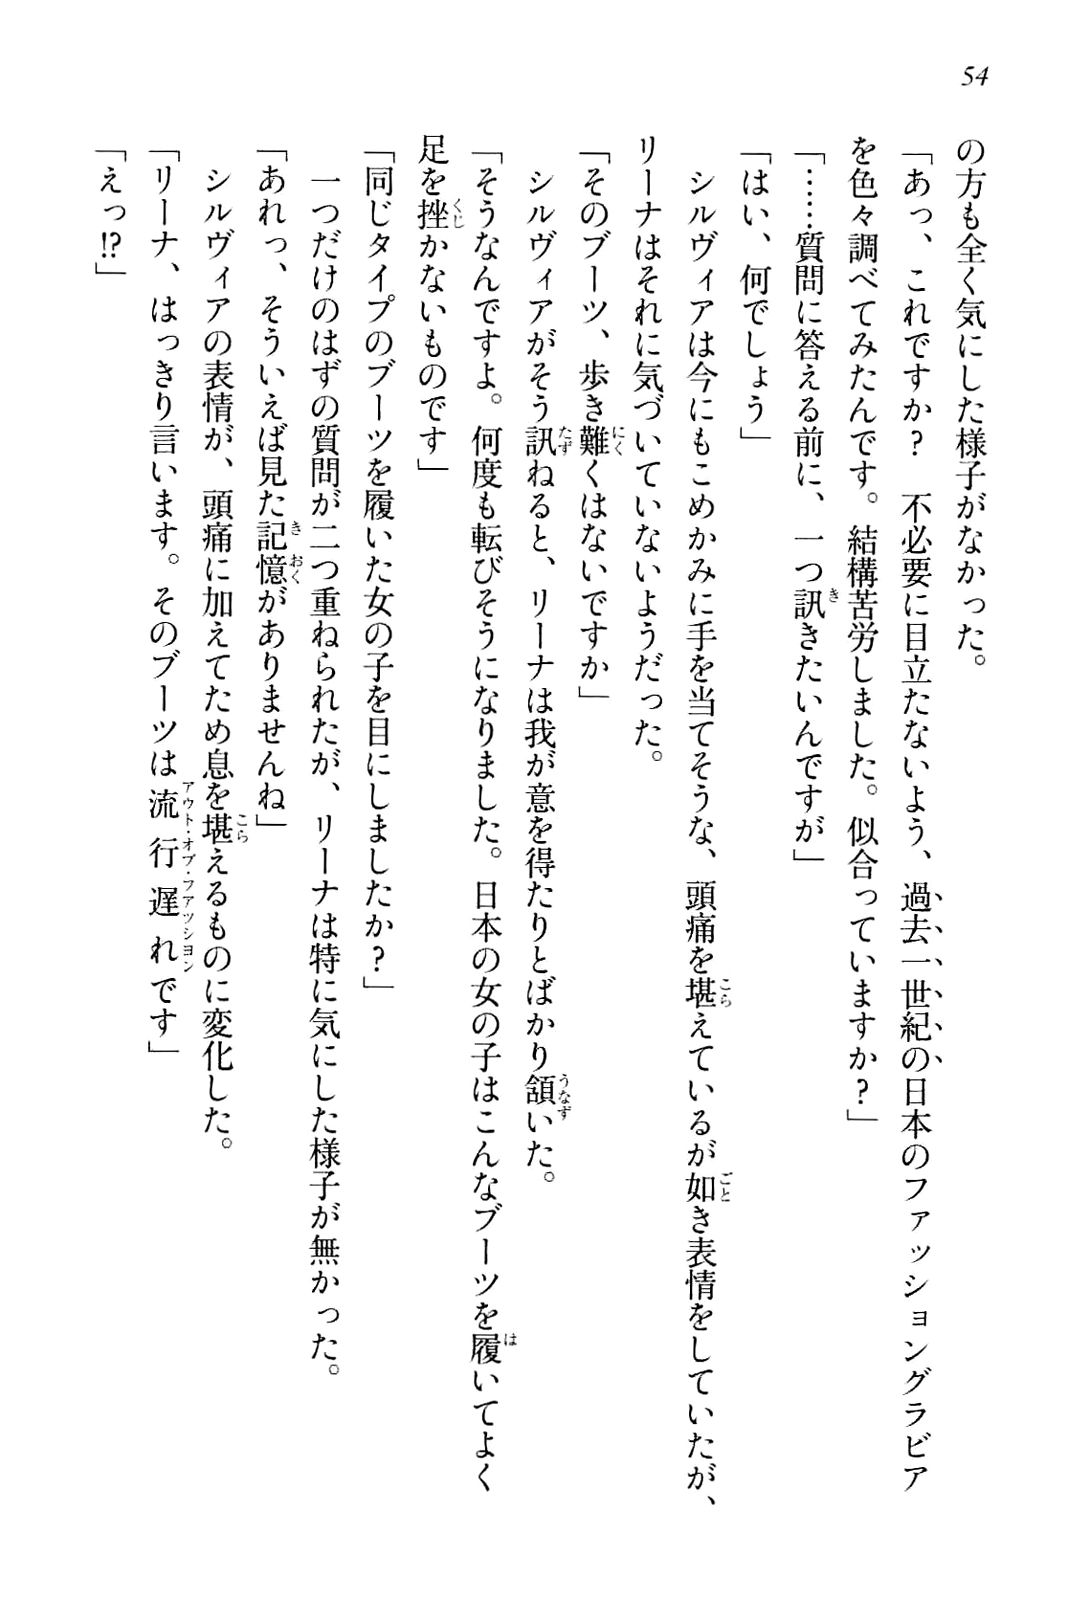 54
の方も全く気にした様子がなかった。
「あっ、これですか？　不必要に目立たないよう、過去一世紀の日本のファッショングラビア
を色々調べてみたんです。結構苦労しました。似合っていますか？」
「……質問に答える前に、一つ訊きたいんですが」
「はい、何でしょう」
　シルヴィアは今にもこめかみに手を当てそうな、頭痛を堪えているが如き表情をしていたが、
リーナはそれに気づいていないようだった。
「そのブーツ、歩き難くはないですか」
　シルヴィアがそう訊ねると、リーナは我が意を得たりとばかり頷いた。
「そうなんですよ。何度も転びそうになりました。日本の女の子はこんなブーツを履いてよく
足を挫かないものです」
「同じタイプのブーツを履いた女の子を目にしましたか？」
　一つだけのはずの質問が二つ重ねられたが、リーナは特に気にした様子が無かった。
「あれっ、そういえば見た記憶がありませんね」
　シルヴィアの表情が、頭痛に加えてため息を堪えるものに変化した。
「リーナ、はっきり言います。そのブーツは流行遅れです」
「えっ!?」